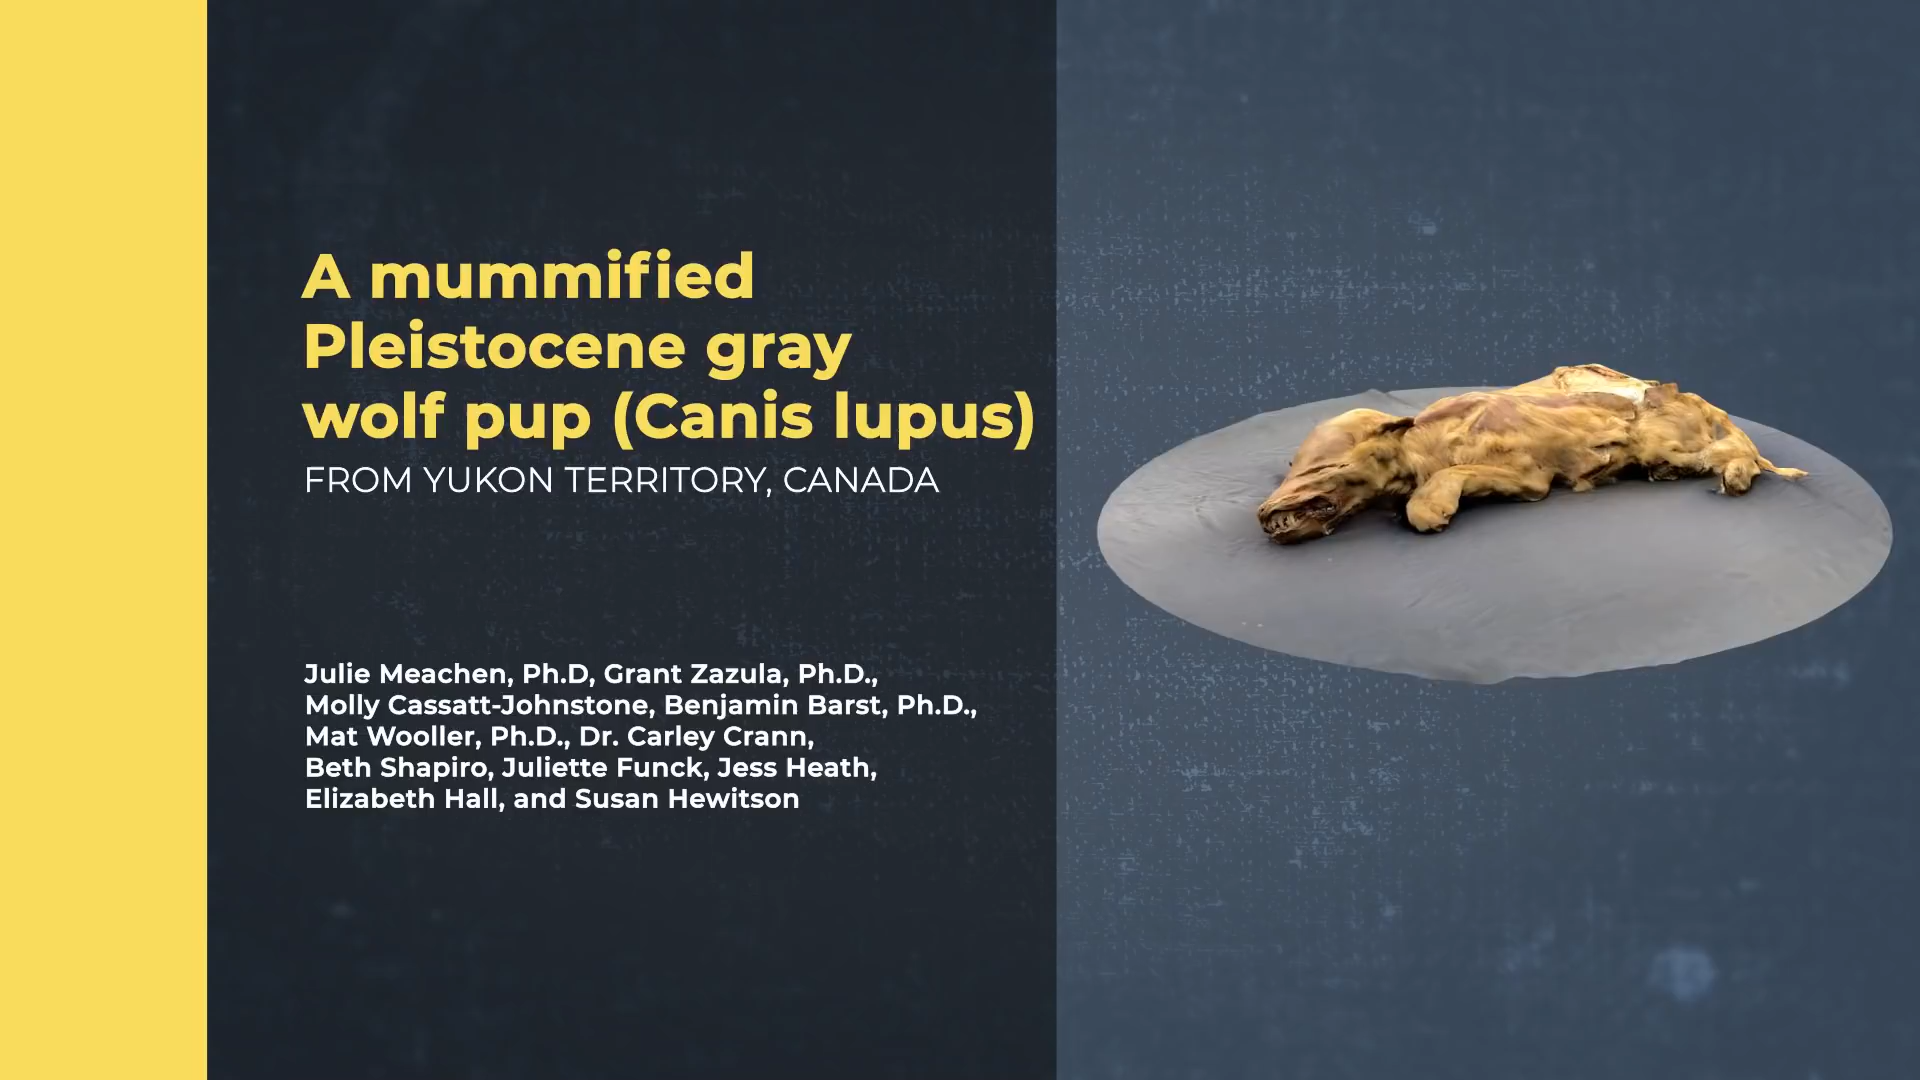 A mummified
Pleistocene gray
wolf pup (Canis lupus)
FROM YUKON TERRITORY, CANADA
Julie Meachen, Ph.D, Grant Zazula, Ph.D.,
Molly Cassatt-Johnstone, Benjamin Barst, Ph.D.,
Mat Wooller, Ph.D., Dr. Carley Crann,
Beth Shapiro, Juliette Funck, Jess Heath,
Elizabeth Hall, and Susan Hewitson